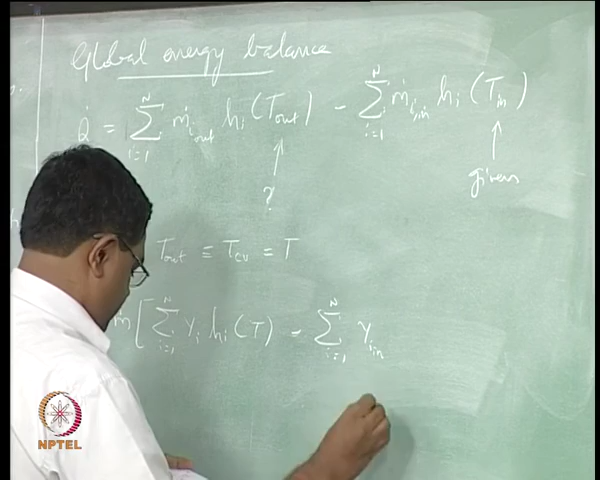 Global energy balance
Q̇ = Σ_{i=1}^{N} ṁ_{i,out} h_i (T_out) - Σ_{i=1}^{N} ṁ_{i,in} h_i (T_in)
? given
T_out ≡ T_cv = T
ṁ [ Σ_{i=1}^{N} Y_i h_i (T) - Σ_{i=1}^{N} Y_{i,in}
NPTEL